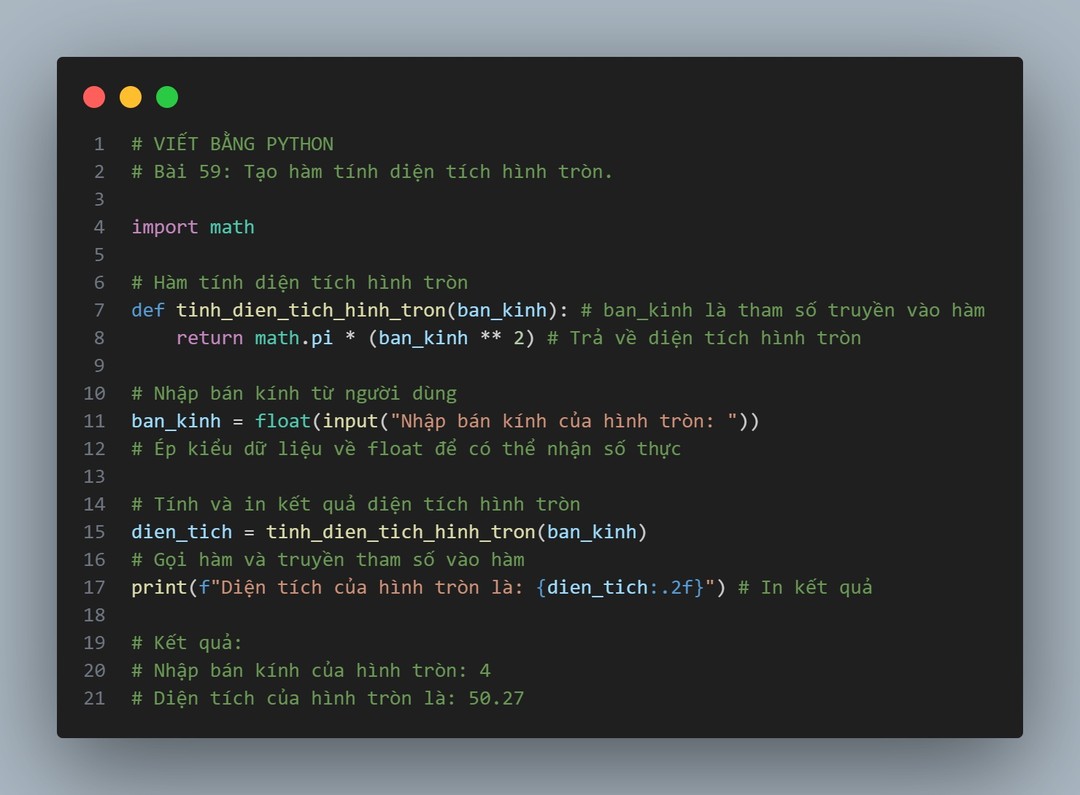 1 # VIẾT BẰNG PYTHON
2 # Bài 59: Tạo hàm tính diện tích hình tròn.
3
4 import math
5
6 # Hàm tính diện tích hình tròn
7 def tinh_dien_tich_hinh_tron(ban_kinh): # ban_kinh là tham số truyền vào hàm
8     return math.pi * (ban_kinh ** 2) # Trả về diện tích hình tròn
9
10 # Nhập bán kính từ người dùng
11 ban_kinh = float(input("Nhập bán kính của hình tròn: "))
12 # Ép kiểu dữ liệu về float để có thể nhận số thực
13
14 # Tính và in kết quả diện tích hình tròn
15 dien_tich = tinh_dien_tich_hinh_tron(ban_kinh)
16 # Gọi hàm và truyền tham số vào hàm
17 print(f"Diện tích của hình tròn là: {dien_tich:.2f}") # In kết quả
18
19 # Kết quả:
20 # Nhập bán kính của hình tròn: 4
21 # Diện tích của hình tròn là: 50.27